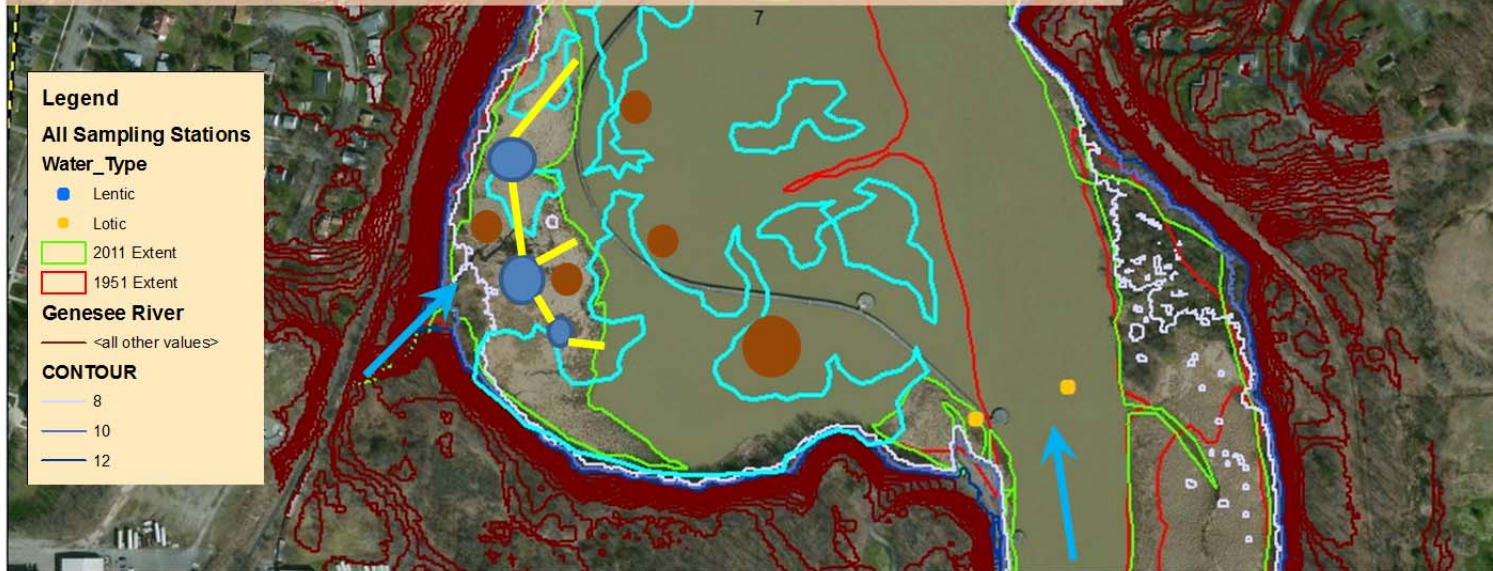 7
Legend
All Sampling Stations
Water_Type
Lentic
Lotic
2011 Extent
1951 Extent
Genesee River
<all other values>
CONTOUR
8
10
12